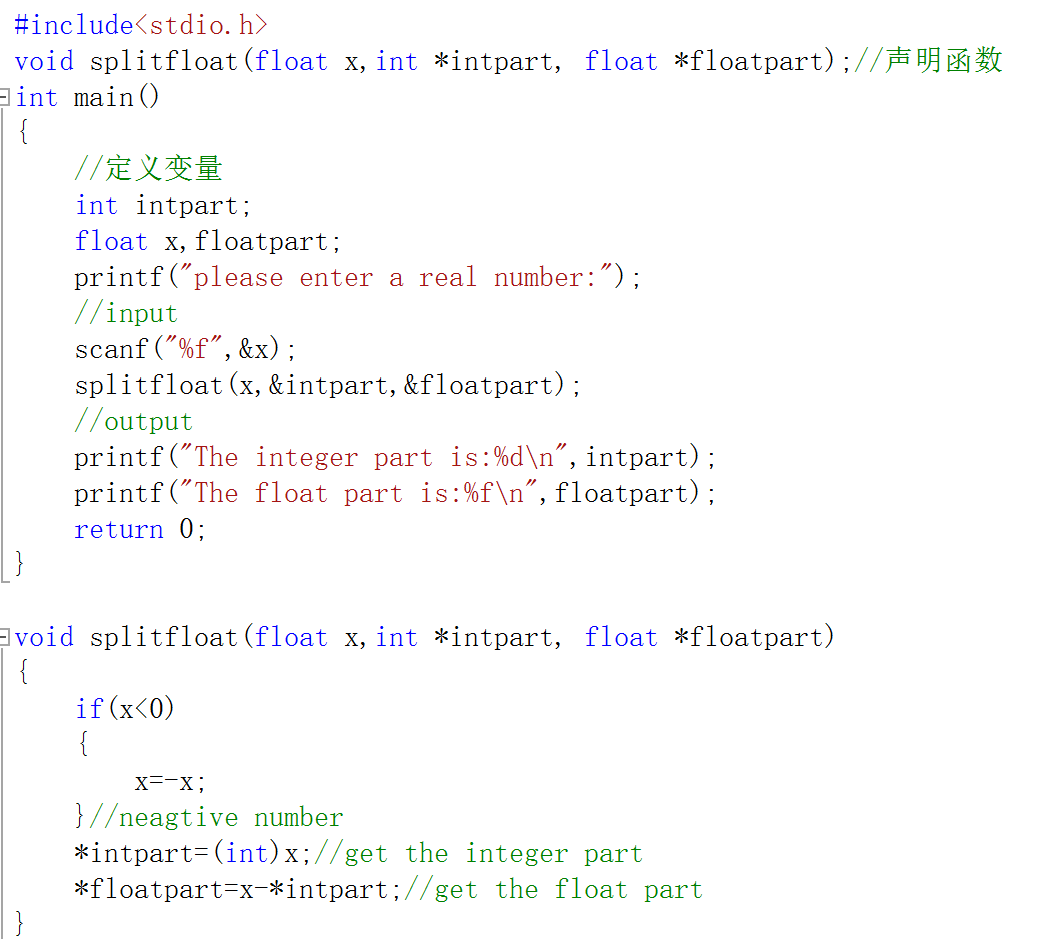 #include<stdio.h>
void splitfloat(float x,int *intpart, float *floatpart);//声明函数
int main()
{
    //定义变量
    int intpart;
    float x,floatpart;
    printf("please enter a real number:");
    //input
    scanf("%f",&x);
    splitfloat(x,&intpart,&floatpart);
    //output
    printf("The integer part is:%d\n",intpart);
    printf("The float part is:%f\n",floatpart);
    return 0;
}
void splitfloat(float x,int *intpart, float *floatpart)
{
    if(x<0)
    {
        x=-x;
    }//neagtive number
    *intpart=(int)x;//get the integer part
    *floatpart=x-*intpart;//get the float part
}